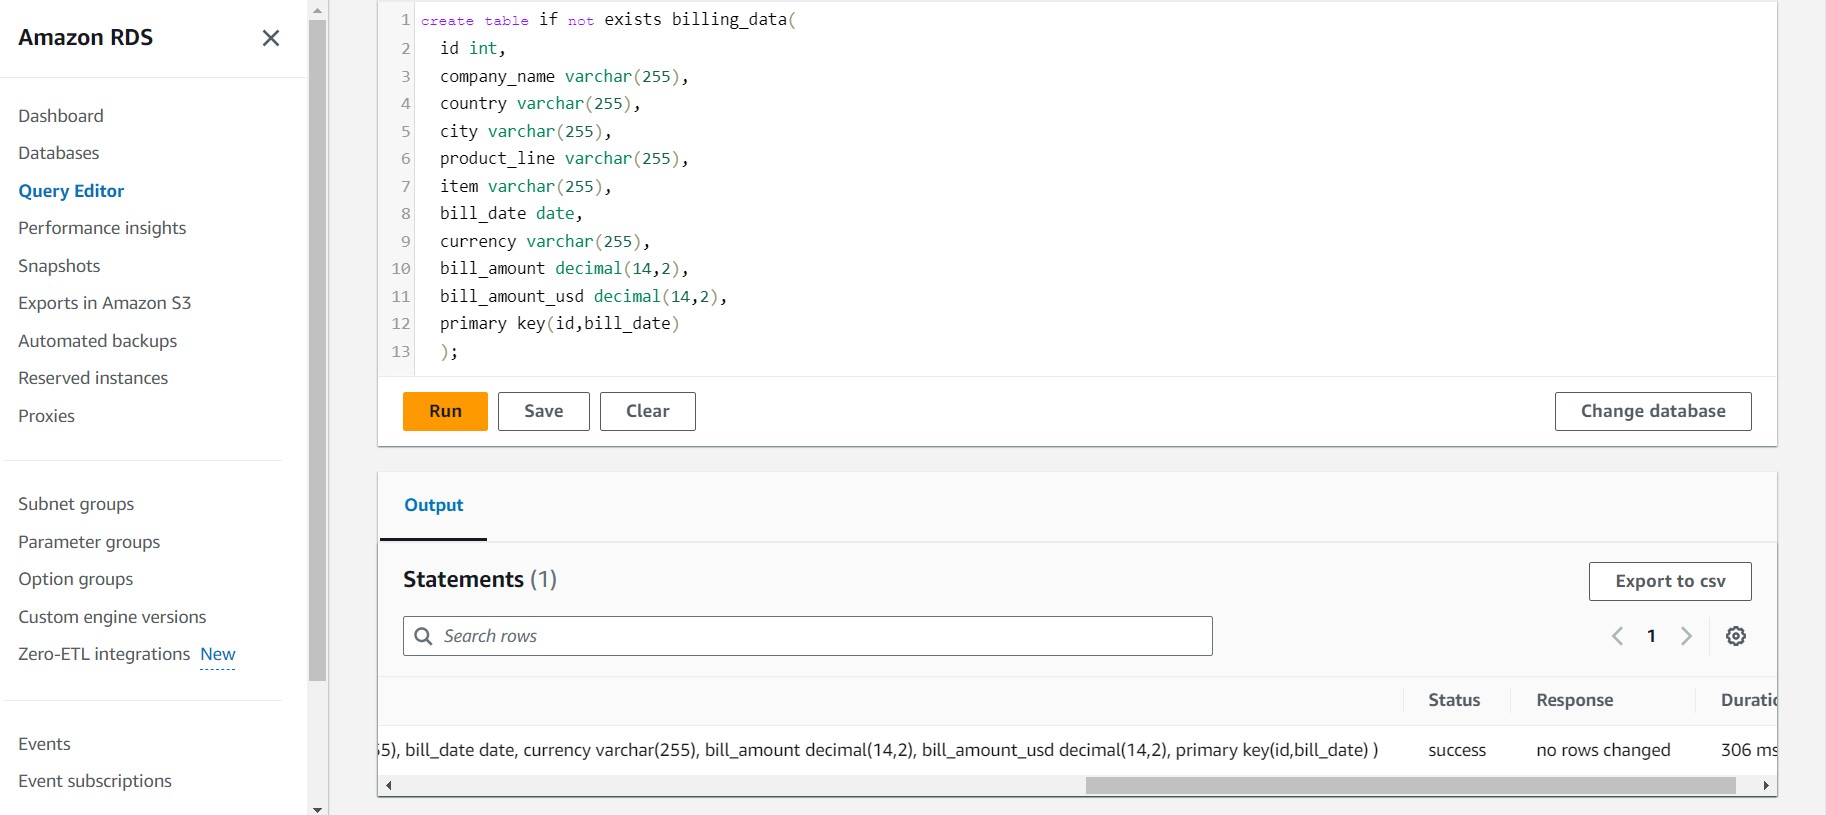 Amazon RDS
Dashboard
Databases
Query Editor
Performance insights
Snapshots
Exports in Amazon S3
Automated backups
Reserved instances
Proxies
Subnet groups
Parameter groups
Option groups
Custom engine versions
Zero-ETL integrations New
Events
Event subscriptions
1 create table if not exists billing_data(
2 id int,
3 company_name varchar(255),
4 country varchar(255),
5 city varchar(255),
6 product_line varchar(255),
7 item varchar(255),
8 bill_date date,
9 currency varchar(255),
10 bill_amount decimal(14,2),
11 bill_amount_usd decimal(14,2),
12 primary key(id,bill_date)
13 );
Run Save Clear Change database
Output
Statements (1) Export to csv
Search rows 1
Status Response Duratio
55), bill_date date, currency varchar(255), bill_amount decimal(14,2), bill_amount_usd decimal(14,2), primary key(id,bill_date) ) success no rows changed 306 ms